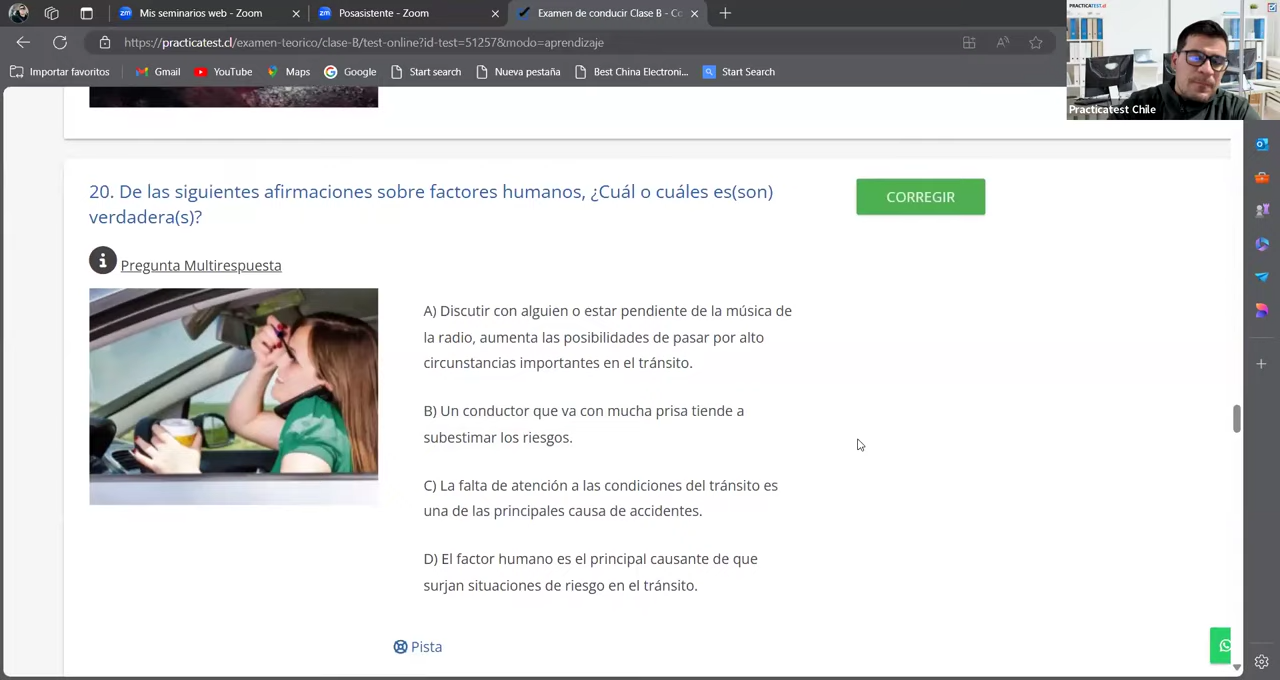 Mis seminarios web - Zoom
Posasistente - Zoom
Examen de conducir Clase B - Co
PRACTICATEST.cl
https://practicatest.cl/examen-teorico/clase-B/test-online?id-test=51257&modo=aprendizaje
Importar favoritos
Gmail
YouTube
Maps
Google
Start search
Nueva pestaña
Best China Electroni...
Start Search
Practicatest Chile
20. De las siguientes afirmaciones sobre factores humanos, ¿Cuál o cuáles es(son)
verdadera(s)?
CORREGIR
Pregunta Multirespuesta
A) Discutir con alguien o estar pendiente de la música de
la radio, aumenta las posibilidades de pasar por alto
circunstancias importantes en el tránsito.
B) Un conductor que va con mucha prisa tiende a
subestimar los riesgos.
C) La falta de atención a las condiciones del tránsito es
una de las principales causa de accidentes.
D) El factor humano es el principal causante de que
surjan situaciones de riesgo en el tránsito.
Pista